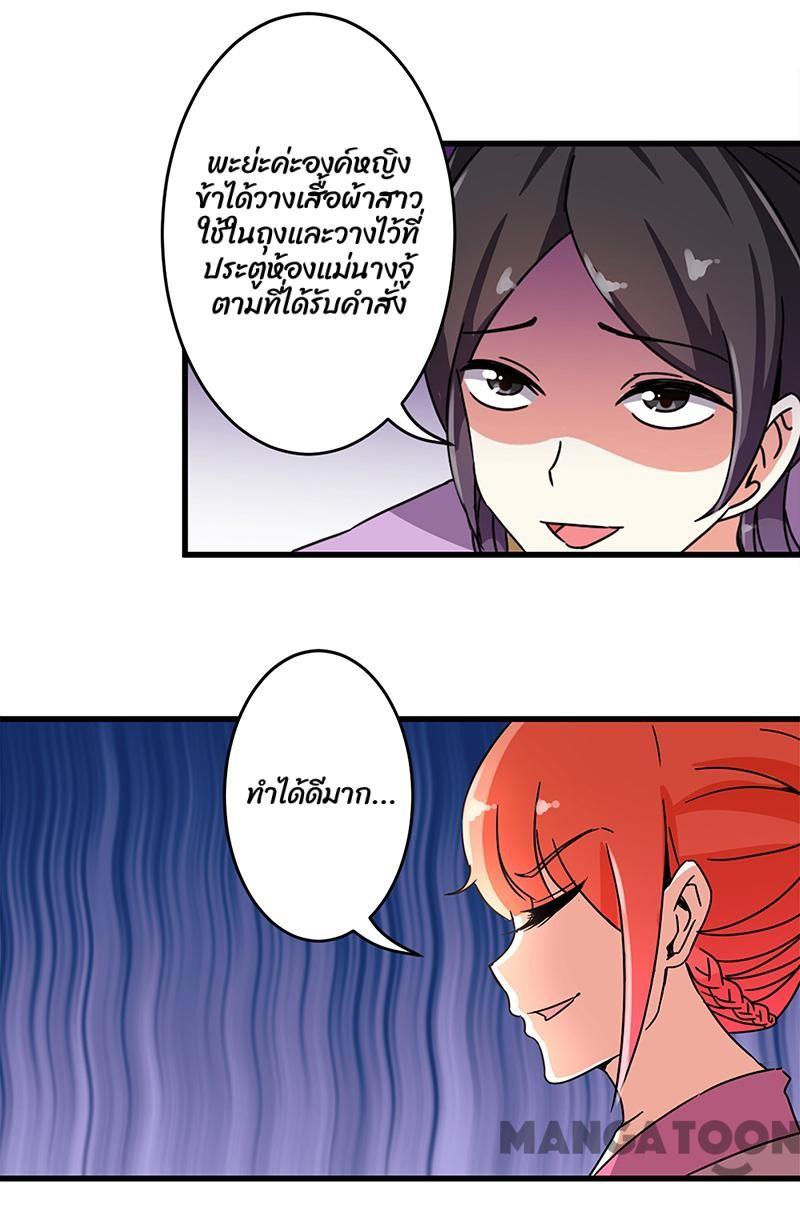 พะย่ะค่ะองค์หญิง
ข้าได้วางเสื้อผ้าสาว
ใช้ในถุงและวางไว้ที่
ประตูห้องแม่นางจู้
ตามที่ได้รับคำสั่ง
ทำได้ดีมาก...
MANGATOON